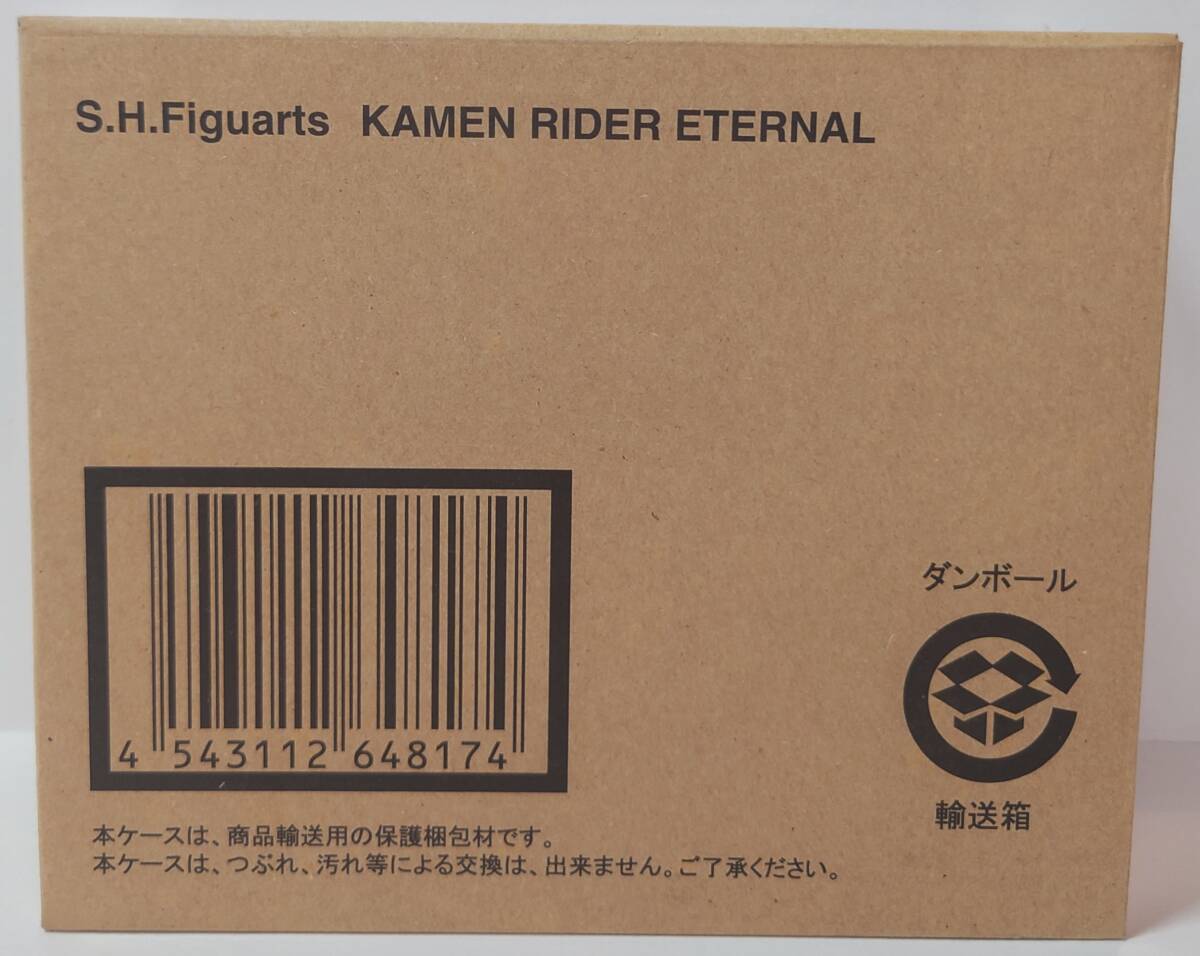 S.H.Figuarts KAMEN RIDER ETERNAL
4 543112 648174
ダンボール
輸送箱
本ケースは、商品輸送用の保護梱包材です。
本ケースは、つぶれ、汚れ等による交換は、出来ません。ご了承ください。